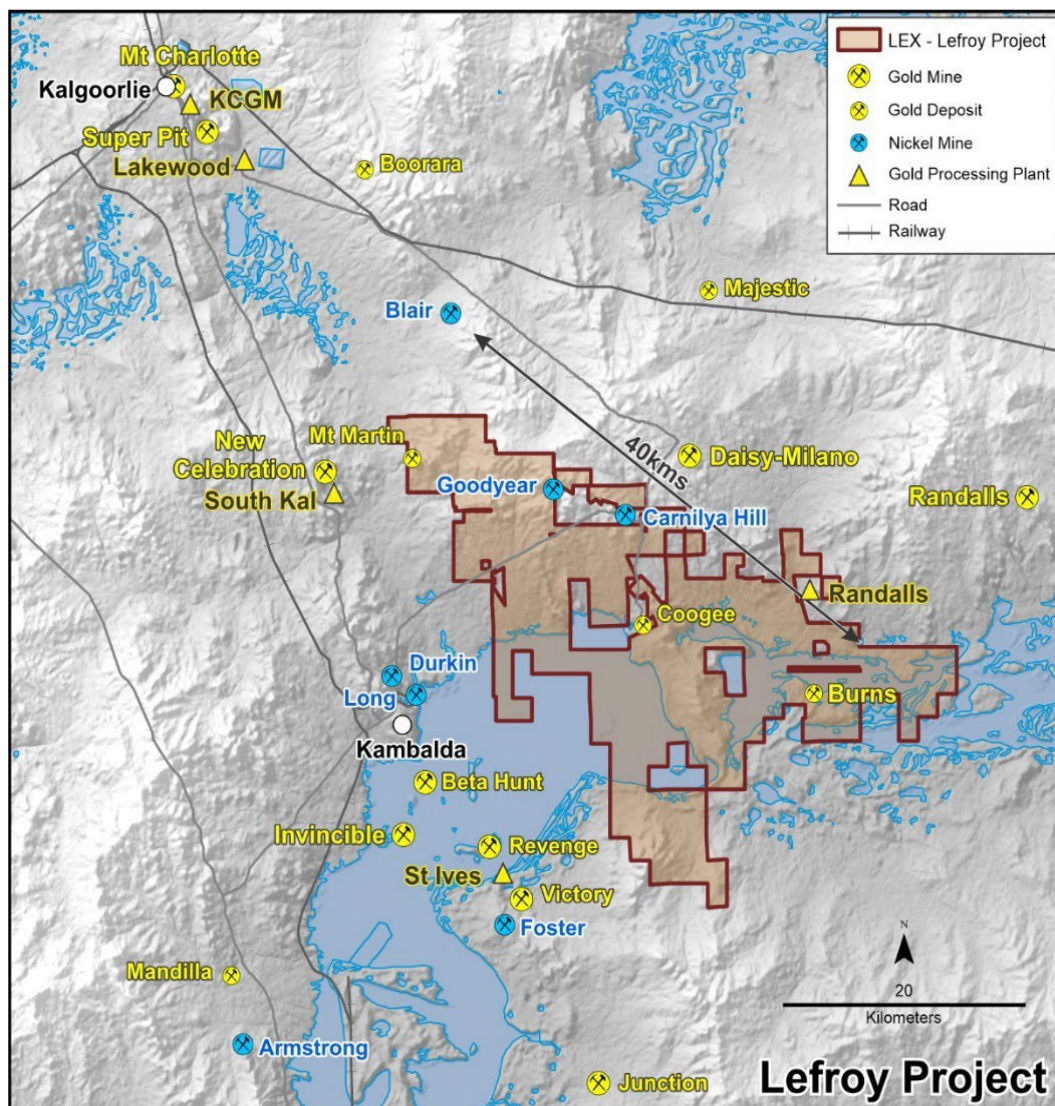 Mt Charlotte
Kalgoorlie
KCGM
Super Pit
Lakewood
Boorara
LEX - Lefroy Project
Gold Mine
Gold Deposit
Nickel Mine
Gold Processing Plant
Road
Railway
Majestic
Blair
40kms
New
Celebration
South Kal
Mt Martin
Goodyear
Carnilya Hill
Daisy-Milano
Randalls
Randalls
Coogee
Burns
Durkin
Long
Kambalda
Beta Hunt
Invincible
Revenge
St Ives
Victory
Foster
Mandilla
Armstrong
Junction
N
20
Kilometers
Lefroy Project